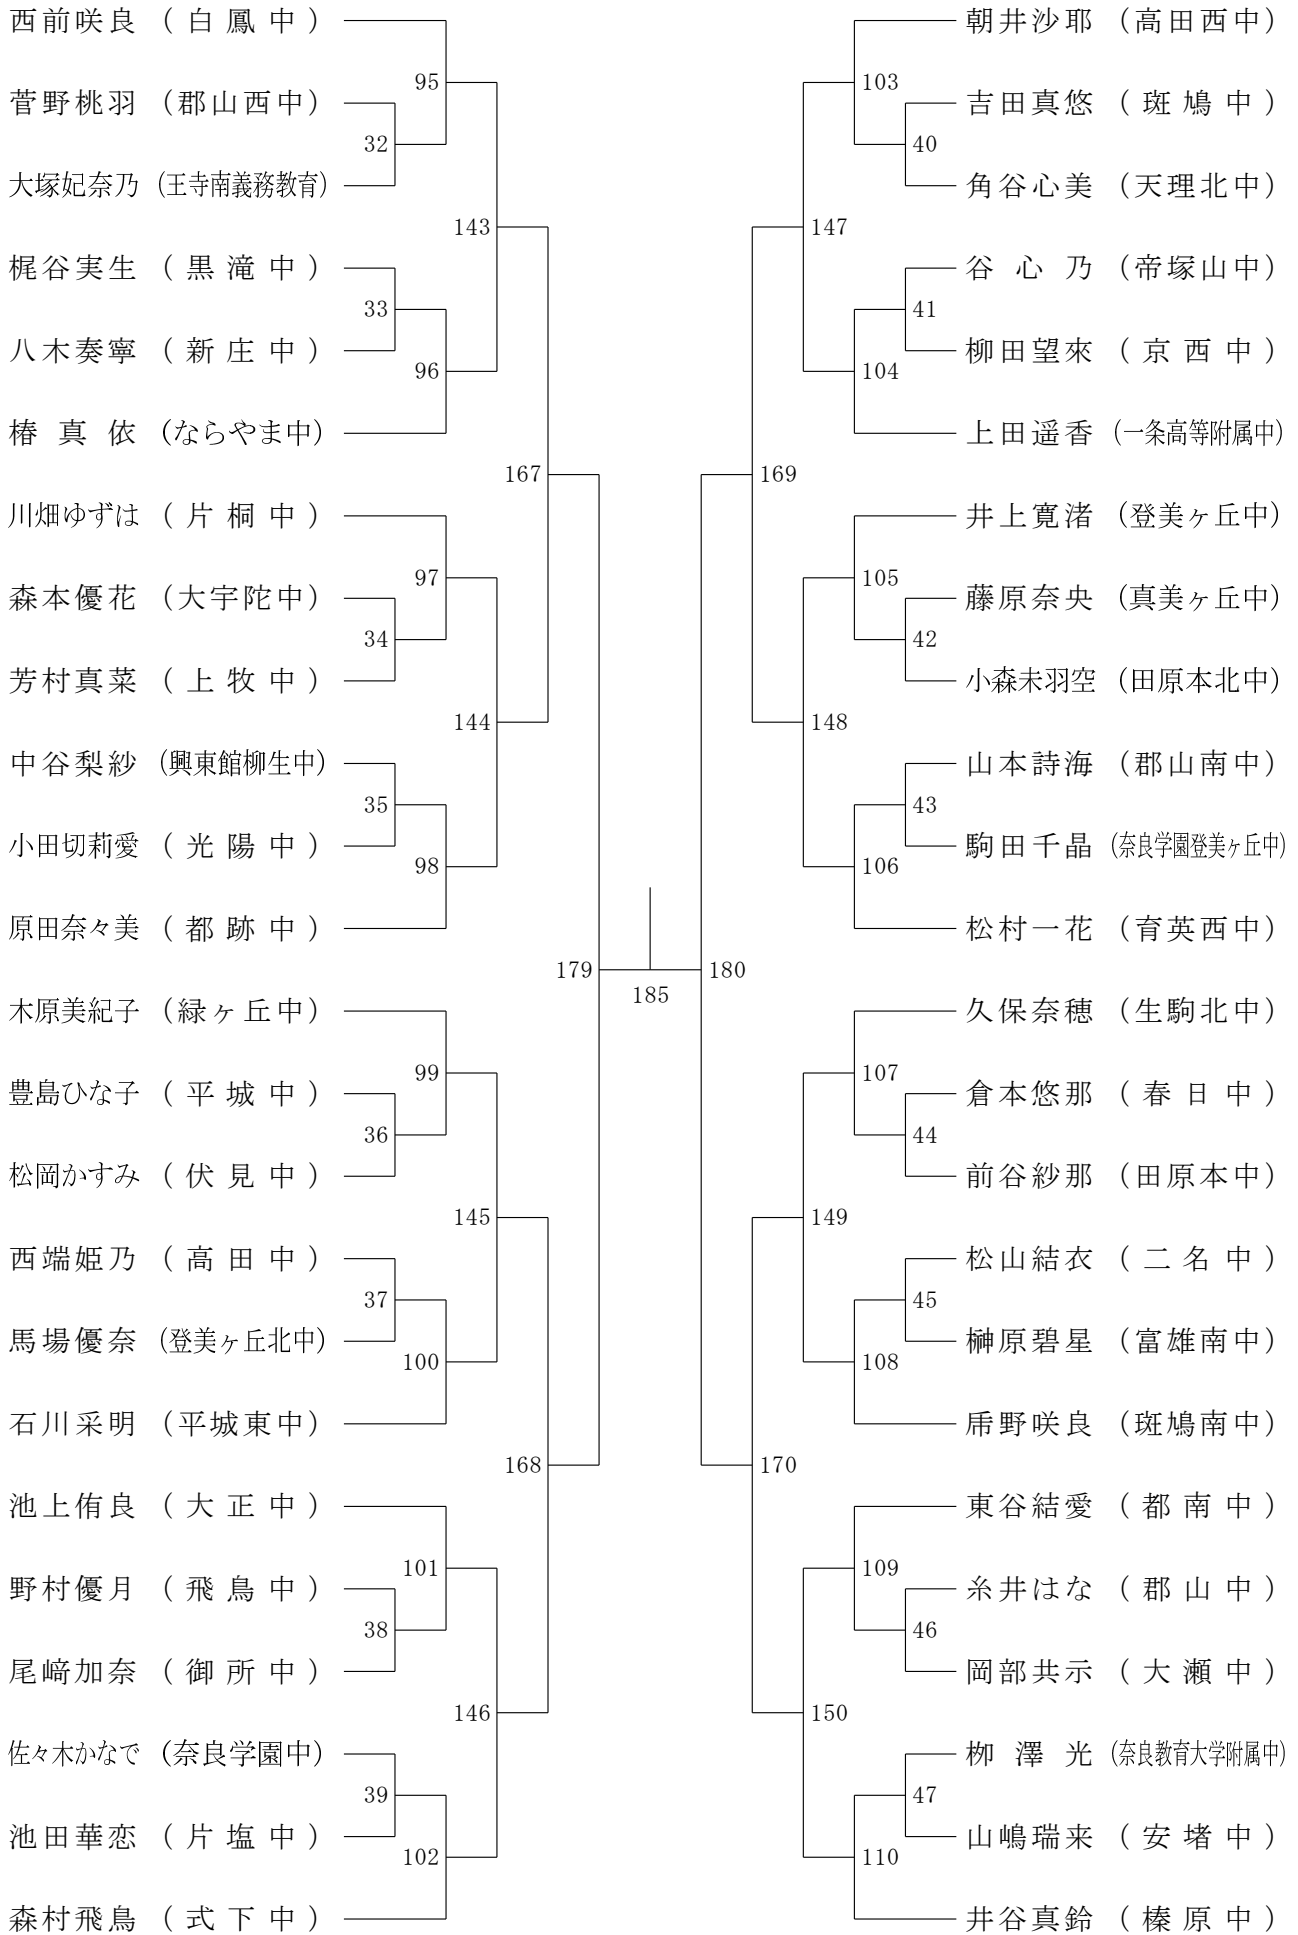 西前咲良 (白鳳中)
95
菅野桃羽 (郡山西中)
32
大塚妃奈乃 (王寺南義務教育)
143
梶谷実生 (黒滝中)
33
八木奏寧 (新庄中)
96
椿真依 (ならやま中)
167
川畑ゆずは (片桐中)
97
森本優花 (大宇陀中)
34
芳村真菜 (上牧中)
144
中谷梨紗 (興東館柳生中)
35
小田切莉愛 (光陽中)
98
原田奈々美 (都跡中)
179
木原美紀子 (緑ヶ丘中)
99
豊島ひな子 (平城中)
36
松岡かすみ (伏見中)
145
西端姫乃 (高田中)
37
馬場優奈 (登美ヶ丘北中)
100
石川采明 (平城東中)
168
池上侑良 (大正中)
101
野村優月 (飛鳥中)
38
尾﨑加奈 (御所中)
146
佐々木かなで (奈良学園中)
39
池田華恋 (片塩中)
102
森村飛鳥 (式下中)
185
朝井沙耶 (高田西中)
103
吉田真悠 (斑鳩中)
40
角谷心美 (天理北中)
147
谷心乃 (帝塚山中)
41
柳田望來 (京西中)
104
上田遥香 (一条高等附属中)
169
井上寛渚 (登美ヶ丘中)
105
藤原奈央 (真美ヶ丘中)
42
小森未羽空 (田原本北中)
148
山本詩海 (郡山南中)
43
駒田千晶 (奈良学園登美ヶ丘中)
106
松村一花 (育英西中)
180
久保奈穂 (生駒北中)
107
倉本悠那 (春日中)
44
前谷紗那 (田原本中)
149
松山結衣 (二名中)
45
榊原碧星 (富雄南中)
108
乕野咲良 (斑鳩南中)
170
東谷結愛 (都南中)
109
糸井はな (郡山中)
46
岡部共示 (大瀬中)
150
栁澤光 (奈良教育大学附属中)
47
山嶋瑞来 (安堵中)
110
井谷真鈴 (榛原中)